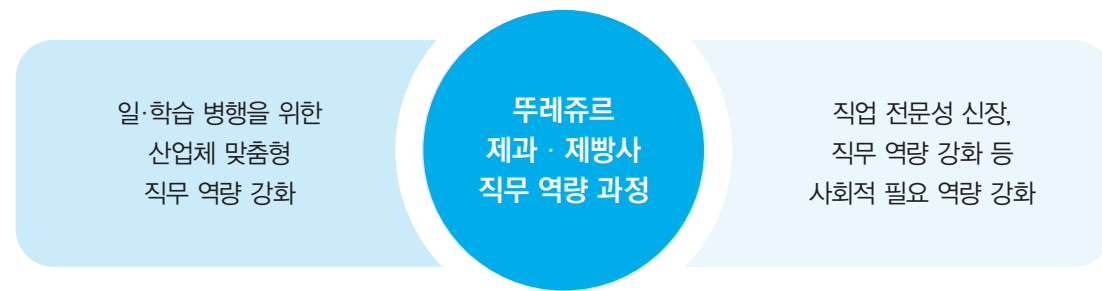 일·학습 병행을 위한
산업체 맞춤형
직무 역량 강화
뚜레쥬르
제과 · 제빵사
직무 역량 과정
직업 전문성 신장,
직무 역량 강화 등
사회적 필요 역량 강화